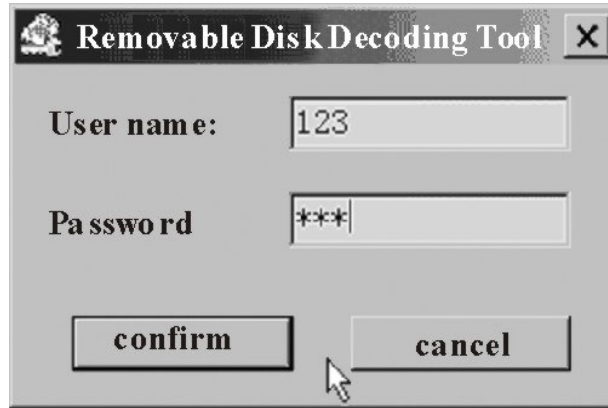 Removable Disk Decoding Tool
User name: 123
Password ***
confirm cancel